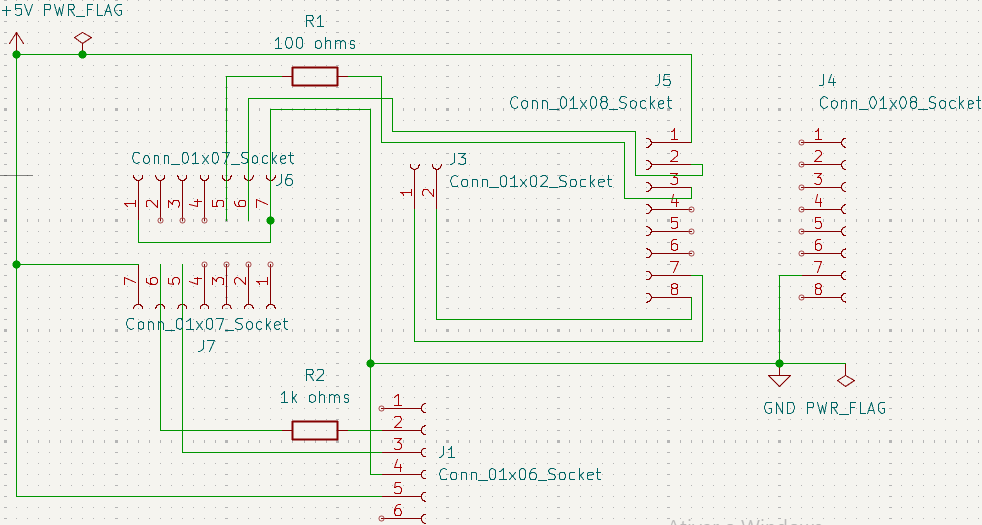 +5V PWR_FLAG
R1
100 ohms
J5
Conn_01x08_Socket
J4
Conn_01x08_Socket
1
2
3
4
5
6
7
8
1
2
3
4
5
6
7
8
Conn_01x07_Socket
J6
1 2 3 4 5 6 7
J3
Conn_01x02_Socket
1 2
7 6 5 4 3 2 1
Conn_01x07_Socket
J7
R2
1k ohms
GND PWR_FLAG
1
2
3
4
5
6
J1
Conn_01x06_Socket